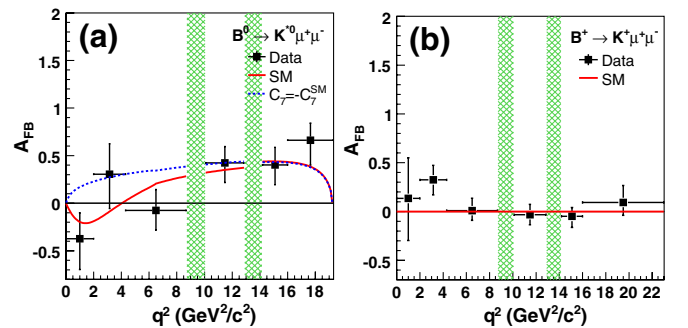 (a)
B⁰ → K*⁰μ⁺μ⁻
Data
SM
C₇=-C₇^SM
A_FB
2
1.5
1
0.5
0
-0.5
0 2 4 6 8 10 12 14 16 18
q² (GeV²/c²)
(b)
B⁺ → K⁺μ⁺μ⁻
Data
SM
A_FB
2
1.5
1
0.5
0
-0.5
0 2 4 6 8 10 12 14 16 18 20 22
q² (GeV²/c²)